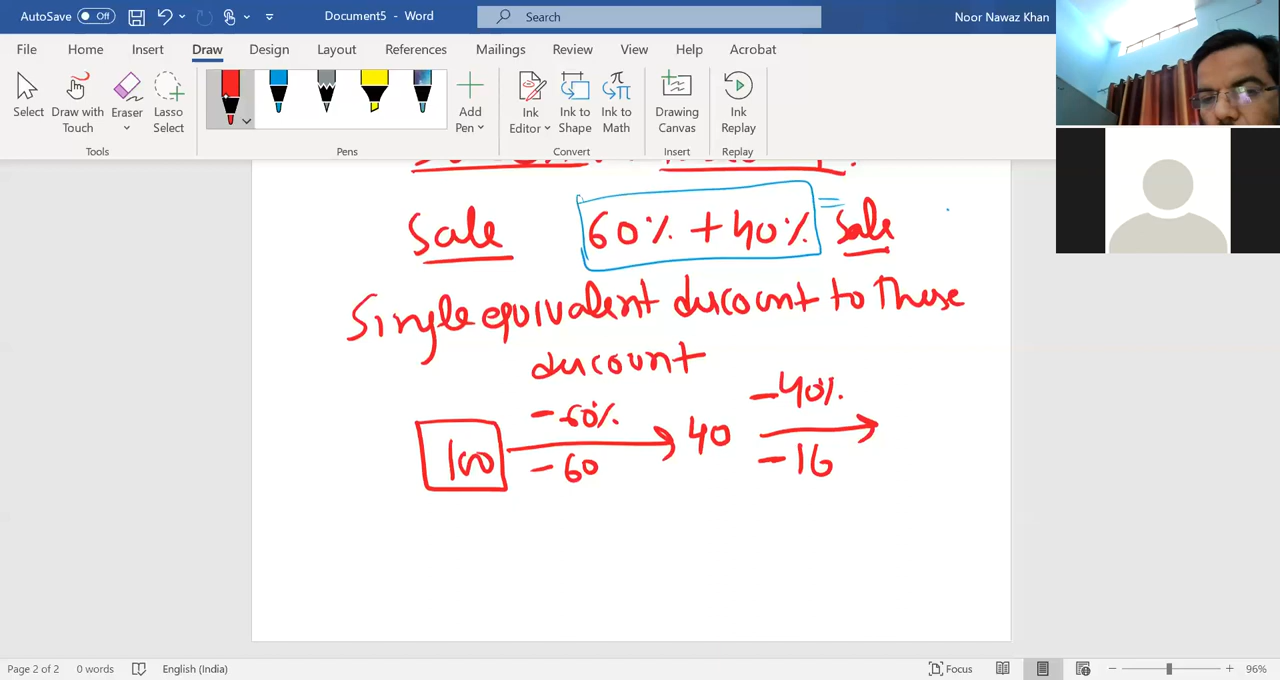 AutoSave Off Document5 - Word Search Noor Nawaz Khan
File Home Insert Draw Design Layout References Mailings Review View Help Acrobat
Select Draw with Touch Eraser Lasso Select Add Pen Ink Editor Ink to Shape Ink to Math Drawing Canvas Ink Replay
Tools Pens Convert Insert Replay
Sale 60% + 40% = Sale
Single equivalent discount to these
discount
100 -60% -60 40 -40% -16
Page 2 of 2 0 words English (India) Focus 96%